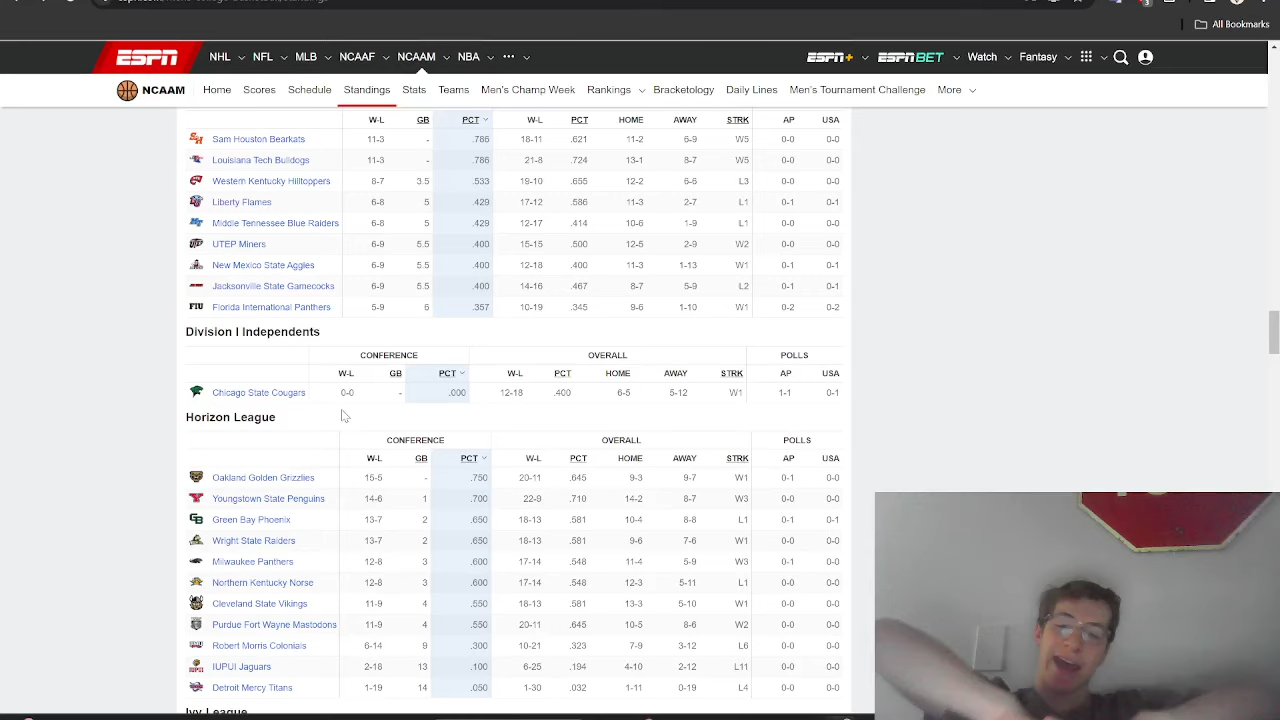 All Bookmarks
ESPN NHL NFL MLB NCAAF NCAAM NBA ESPN+ ESPNBET Watch Fantasy
NCAAM Home Scores Schedule Standings Stats Teams Men's Champ Week Rankings Bracketology Daily Lines Men's Tournament Challenge More
W-L GB PCT W-L PCT HOME AWAY STRK AP USA
Sam Houston Bearkats 11-3 - .786 18-11 .621 11-2 6-9 W5 0-0 0-0
Louisiana Tech Bulldogs 11-3 - .786 21-8 .724 13-1 8-7 W5 0-0 0-0
Western Kentucky Hilltoppers 8-7 3.5 .533 19-10 .655 12-2 6-6 L3 0-0 0-0
Liberty Flames 6-8 5 .429 17-12 .586 11-3 2-7 L1 0-1 0-1
Middle Tennessee Blue Raiders 6-8 5 .429 12-17 .414 10-6 1-9 L1 0-1 0-1
UTEP Miners 6-9 5.5 .400 15-15 .500 12-5 2-9 W2 0-0 0-0
New Mexico State Aggies 6-9 5.5 .400 12-18 .400 11-3 1-13 W1 0-1 0-1
Jacksonville State Gamecocks 6-9 5.5 .400 14-16 .467 8-7 5-9 L2 0-1 0-1
FIU Florida International Panthers 5-9 6 .357 10-19 .345 9-6 1-10 W1 0-2 0-2
Division I Independents
CONFERENCE OVERALL POLLS
W-L GB PCT W-L PCT HOME AWAY STRK AP USA
Chicago State Cougars 0-0 - .000 12-18 .400 6-5 5-12 W1 1-1 0-1
Horizon League
CONFERENCE OVERALL POLLS
W-L GB PCT W-L PCT HOME AWAY STRK AP USA
Oakland Golden Grizzlies 15-5 - .750 20-11 .645 9-3 9-7 W1 0-1 0-0
Youngstown State Penguins 14-6 1 .700 22-9 .710 14-2 8-7 W3 0-0 0-0
GB Green Bay Phoenix 13-7 2 .650 18-13 .581 10-4 8-8 L1 0-1 0-1
Wright State Raiders 13-7 2 .650 18-13 .581 9-6 7-6 W1 0-0 0-0
Milwaukee Panthers 12-8 3 .600 17-14 .548 11-4 5-9 W3 0-1 0-0
Northern Kentucky Norse 12-8 3 .600 17-14 .548 12-3 5-11 L1 0-0 0-0
Cleveland State Vikings 11-9 4 .550 18-13 .581 13-3 5-10 W1 0-0 0-0
Purdue Fort Wayne Mastodons 11-9 4 .550 20-11 .645 10-5 8-6 W2 0-0 0-0
Robert Morris Colonials 6-14 9 .300 10-21 .323 7-9 3-12 L6 0-0 0-0
IUPUI Jaguars 2-18 13 .100 6-25 .194 4-10 2-12 L11 0-0 0-0
Detroit Mercy Titans 1-19 14 .050 1-30 .032 1-11 0-19 L4 0-0 0-0
Ivy League